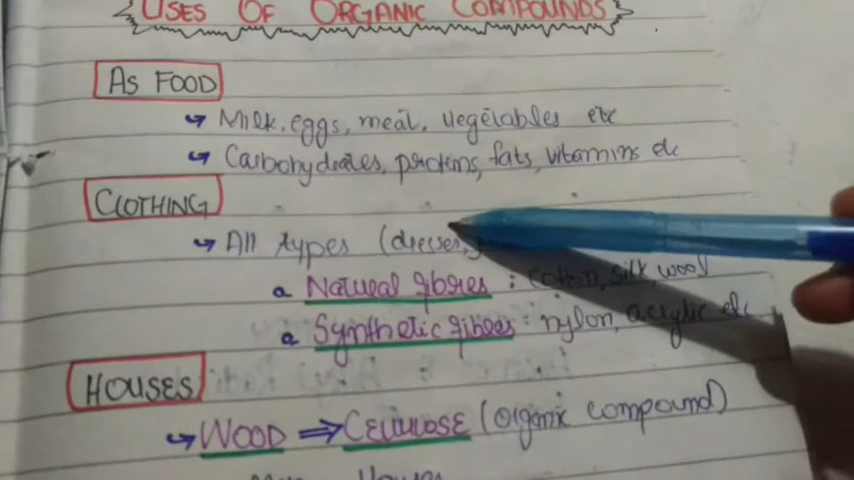 USES OF ORGANIC COMPOUNDS
AS FOOD
Milk, eggs, meat, vegetables etc
Carbohydrates, proteins, fats, vitamins etc
CLOTHING
All types (dresses,
Natural fibres : cotton, silk, wool
Synthetic fibres : nylon, acrylic etc
HOUSES
WOOD ⇒ CELLULOSE (Organic compound)